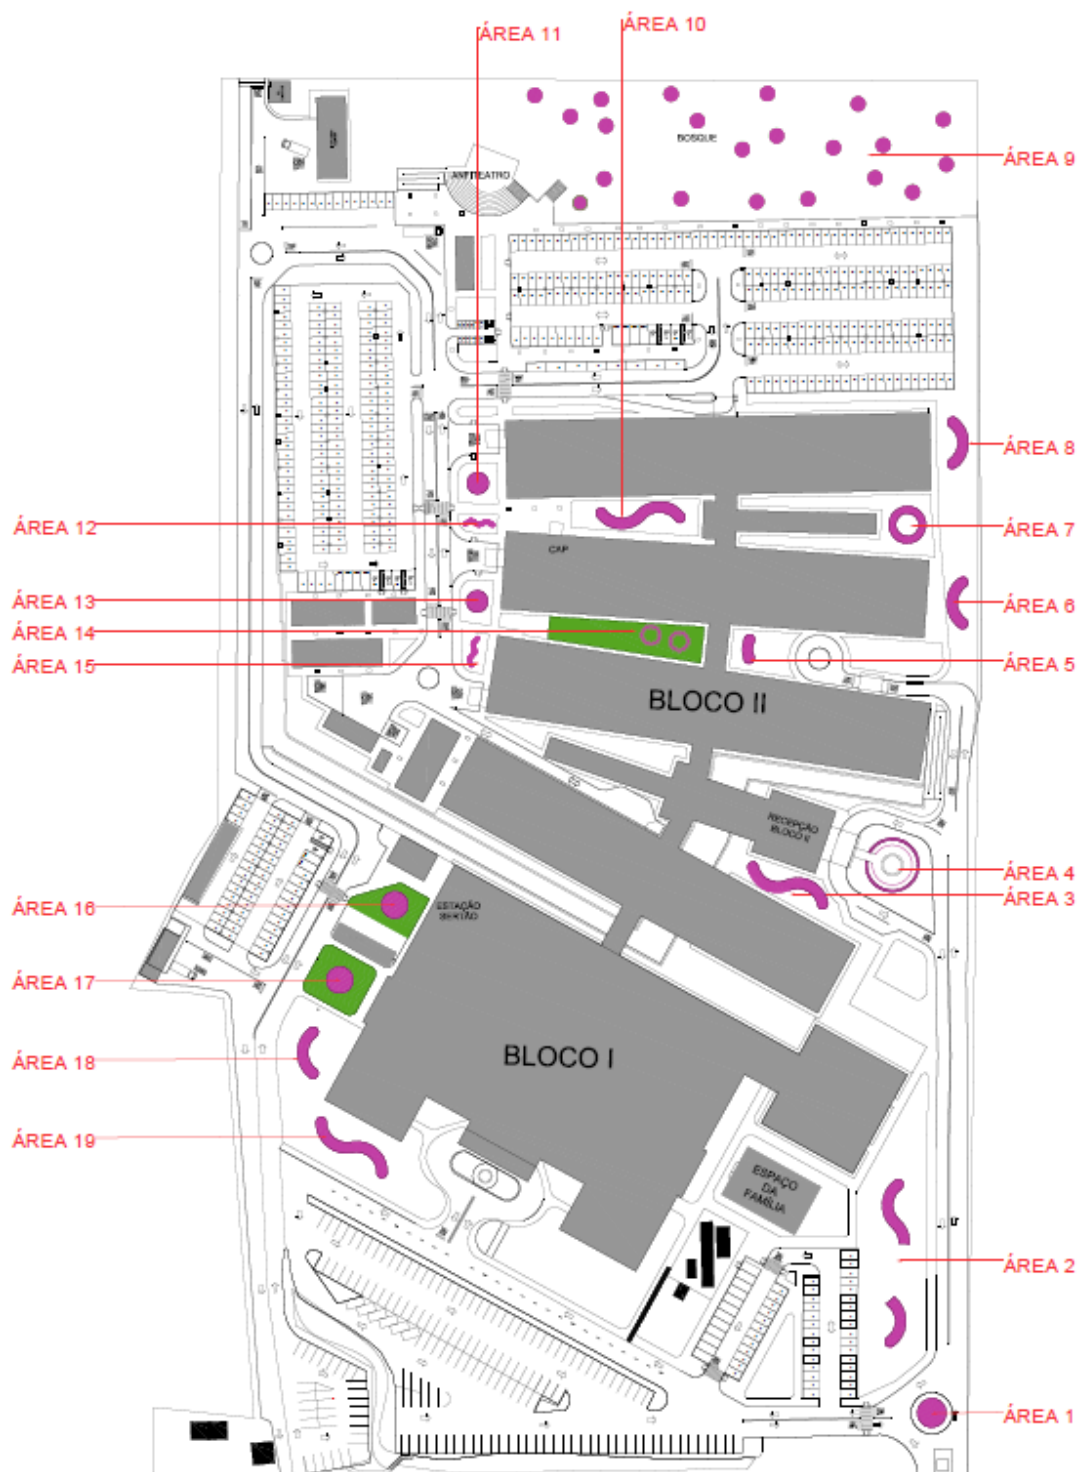 ÁREA 11
ÁREA 10
BOSQUE
ÁREA 9
ANFITEATRO
ÁREA 8
ÁREA 12
ÁREA 7
CAP
ÁREA 13
ÁREA 6
ÁREA 14
ÁREA 15
ÁREA 5
BLOCO II
RECEPÇÃO
BLOCO II
ÁREA 4
ÁREA 3
ÁREA 16
ESTAÇÃO
SERTÃO
ÁREA 17
BLOCO I
ÁREA 18
ÁREA 19
ESPAÇO
DA
FAMÍLIA
ÁREA 2
ÁREA 1